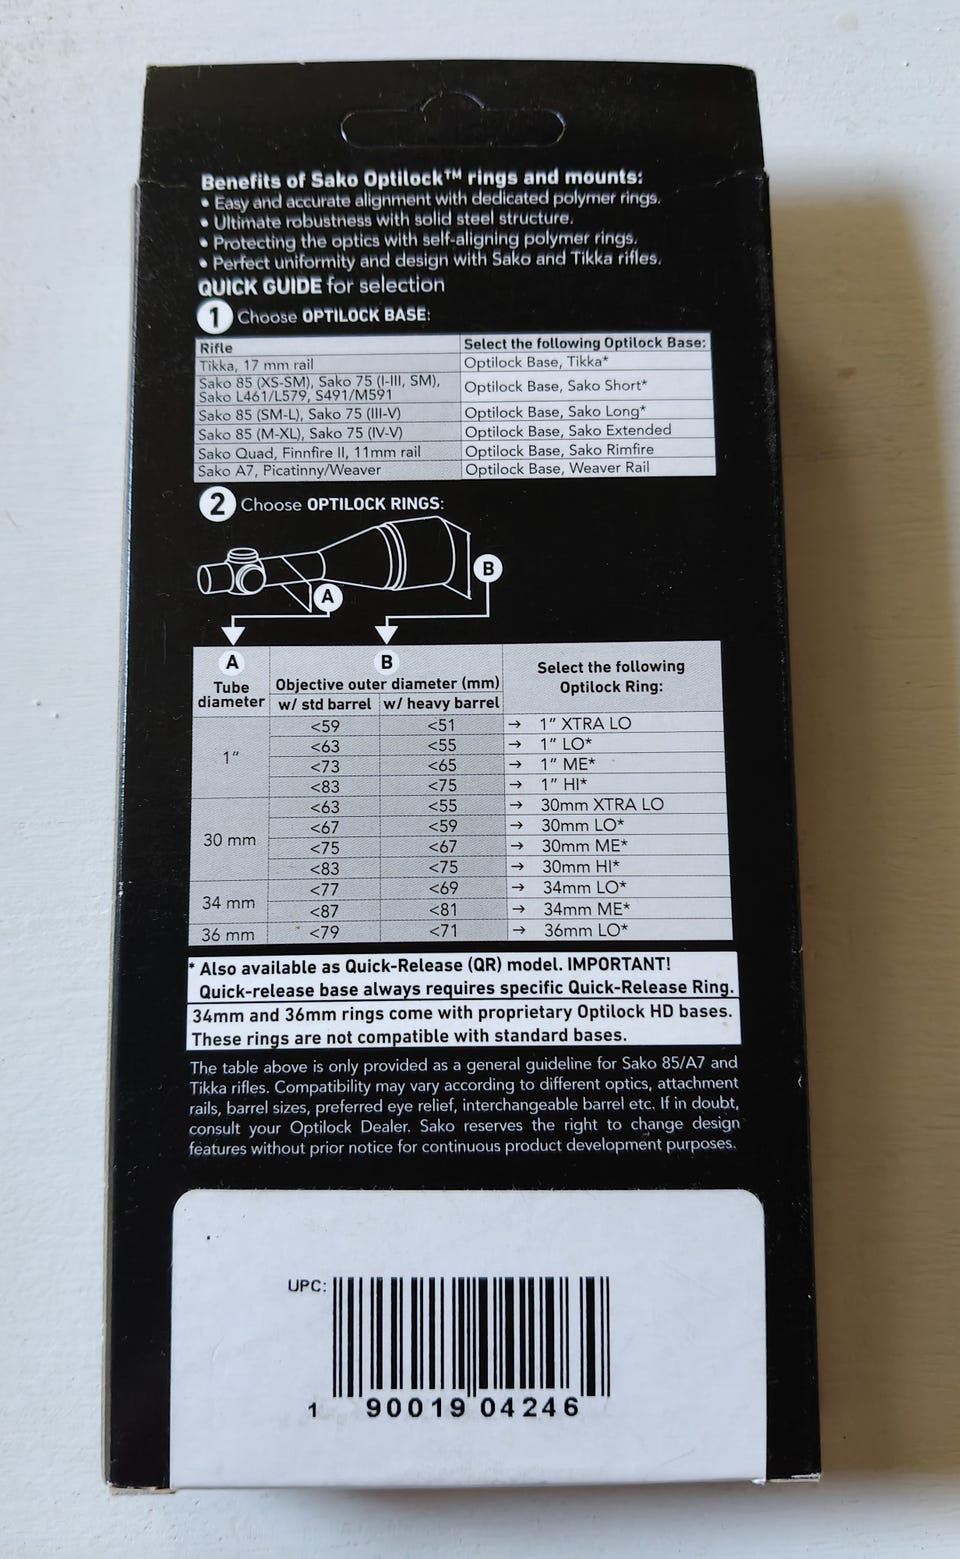 Benefits of Sako Optilock™ rings and mounts:
• Easy and accurate alignment with dedicated polymer rings.
• Ultimate robustness with solid steel structure.
• Protecting the optics with self-aligning polymer rings.
• Perfect uniformity and design with Sako and Tikka rifles.
QUICK GUIDE for selection
1 Choose OPTILOCK BASE:
Rifle Select the following Optilock Base:
Tikka, 17 mm rail Optilock Base, Tikka*
Sako 85 (XS-SM), Sako 75 (I-III, SM),
Sako L461/L579, S491/M591 Optilock Base, Sako Short*
Sako 85 (SM-L), Sako 75 (III-V) Optilock Base, Sako Long*
Sako 85 (M-XL), Sako 75 (IV-V) Optilock Base, Sako Extended
Sako Quad, Finnfire II, 11mm rail Optilock Base, Sako Rimfire
Sako A7, Picatinny/Weaver Optilock Base, Weaver Rail
2 Choose OPTILOCK RINGS:
B
A
A B
Tube diameter Objective outer diameter (mm) Select the following Optilock Ring:
w/ std barrel w/ heavy barrel
1″ <59 <51 → 1″ XTRA LO
<63 <55 → 1″ LO*
<73 <65 → 1″ ME*
<83 <75 → 1″ HI*
30 mm <63 <55 → 30mm XTRA LO
<67 <59 → 30mm LO*
<75 <67 → 30mm ME*
<83 <75 → 30mm HI*
34 mm <77 <69 → 34mm LO*
<87 <81 → 34mm ME*
36 mm <79 <71 → 36mm LO*
* Also available as Quick-Release (QR) model. IMPORTANT!
Quick-release base always requires specific Quick-Release Ring.
34mm and 36mm rings come with proprietary Optilock HD bases.
These rings are not compatible with standard bases.
The table above is only provided as a general guideline for Sako 85/A7 and
Tikka rifles. Compatibility may vary according to different optics, attachment
rails, barrel sizes, preferred eye relief, interchangeable barrel etc. If in doubt,
consult your Optilock Dealer. Sako reserves the right to change design
features without prior notice for continuous product development purposes.
UPC:
1 90019 04246